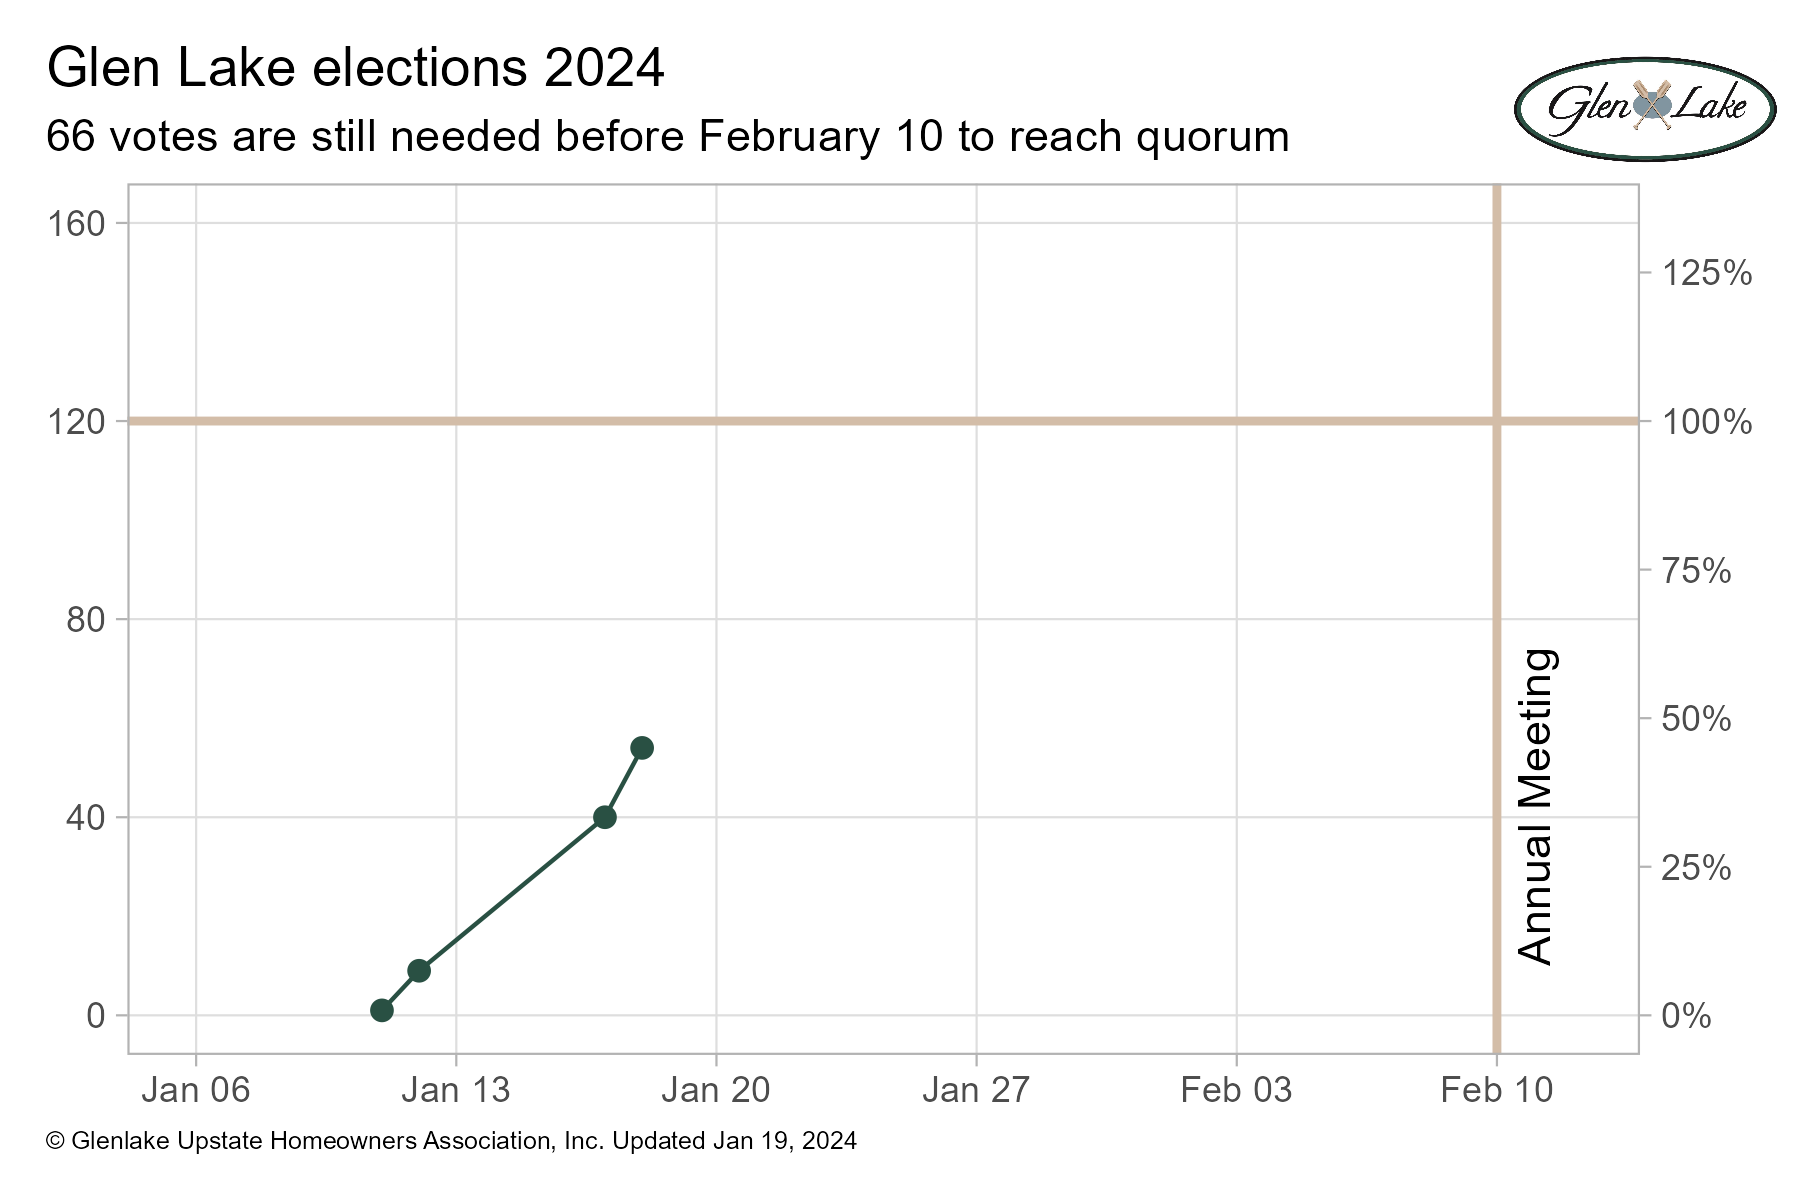 Glen Lake elections 2024
Glen Lake
66 votes are still needed before February 10 to reach quorum
160
125%
120
100%
75%
80
50%
40
25%
0
0%
Annual Meeting
Jan 06
Jan 13
Jan 20
Jan 27
Feb 03
Feb 10
© Glenlake Upstate Homeowners Association, Inc. Updated Jan 19, 2024